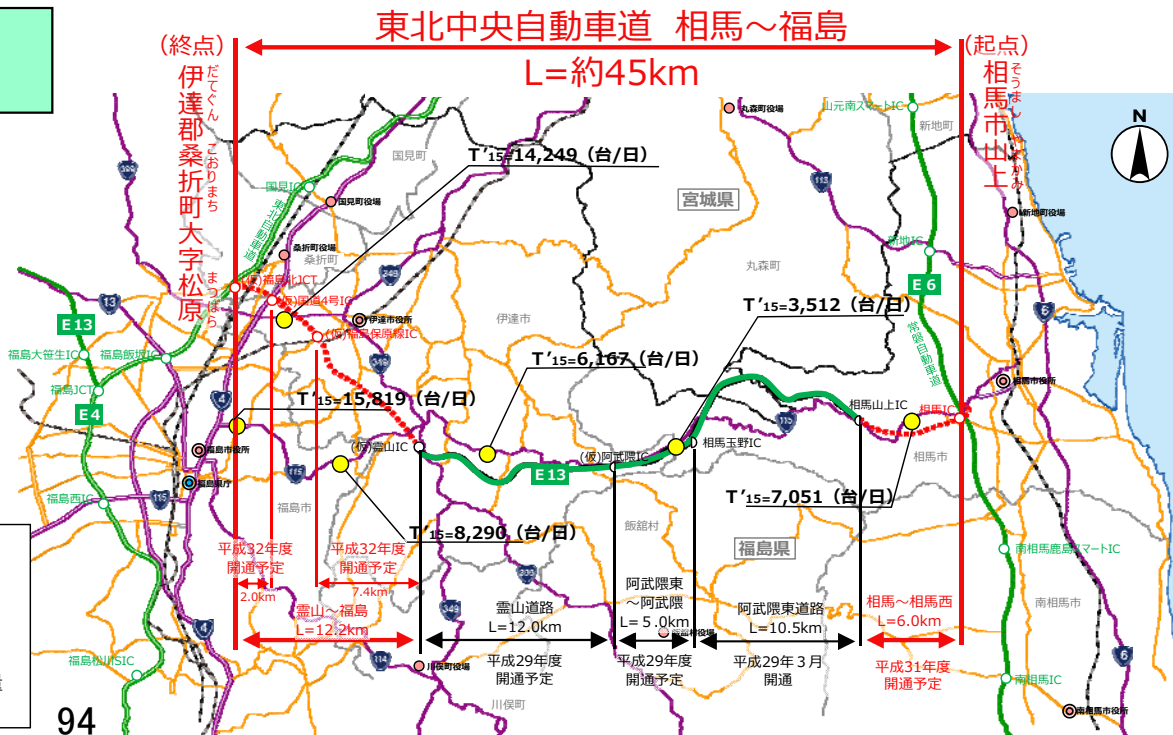 東北中央自動車道 相馬～福島
L=約45km
(終点)
伊達郡桑折町大字松原
だてぐん こおりまち まつばら
(起点)
相馬市山上
そうまし やまかみ
N
T'15=14,249（台/日）
T'15=3,512（台/日）
T'15=6,167（台/日）
T'15=15,819（台/日）
T'15=7,051（台/日）
T'15=8,290（台/日）
丸森町役場
山元南スマートIC
新地町
国見町
国見IC
国見町役場
東北自動車道
宮城県
113
新地町役場
399
桑折町役場
桑折町
349
新地IC
丸森町
(仮)福島北JCT
(仮)国道4号IC
伊達市役所
(仮)福島保原線IC
伊達市
E6
常磐自動車道
6
13
E13
福島大笹生IC
福島飯坂IC
福島JCT
E4
4
349
相馬市役所
相馬山上IC
相馬IC
115
相馬玉野IC
(仮)霊山IC
(仮)阿武隈IC
E13
相馬市
福島市役所
福島県庁
福島西IC
115
115
福島市
飯舘村
福島県
南相馬鹿島スマートIC
南相馬市
平成32年度
開通予定
2.0km
平成32年度
開通予定
7.4km
霊山～福島
L=12.2km
399
349
霊山道路
L=12.0km
平成29年度
開通予定
阿武隈東
～阿武隈
L=5.0km
平成29年度
開通予定
阿武隈東道路
L=10.5km
平成29年3月
開通
相馬～相馬西
L=6.0km
平成31年度
開通予定
4
福島松川SIC
114
川俣町役場
川俣町
6
南相馬IC
南相馬市役所
94